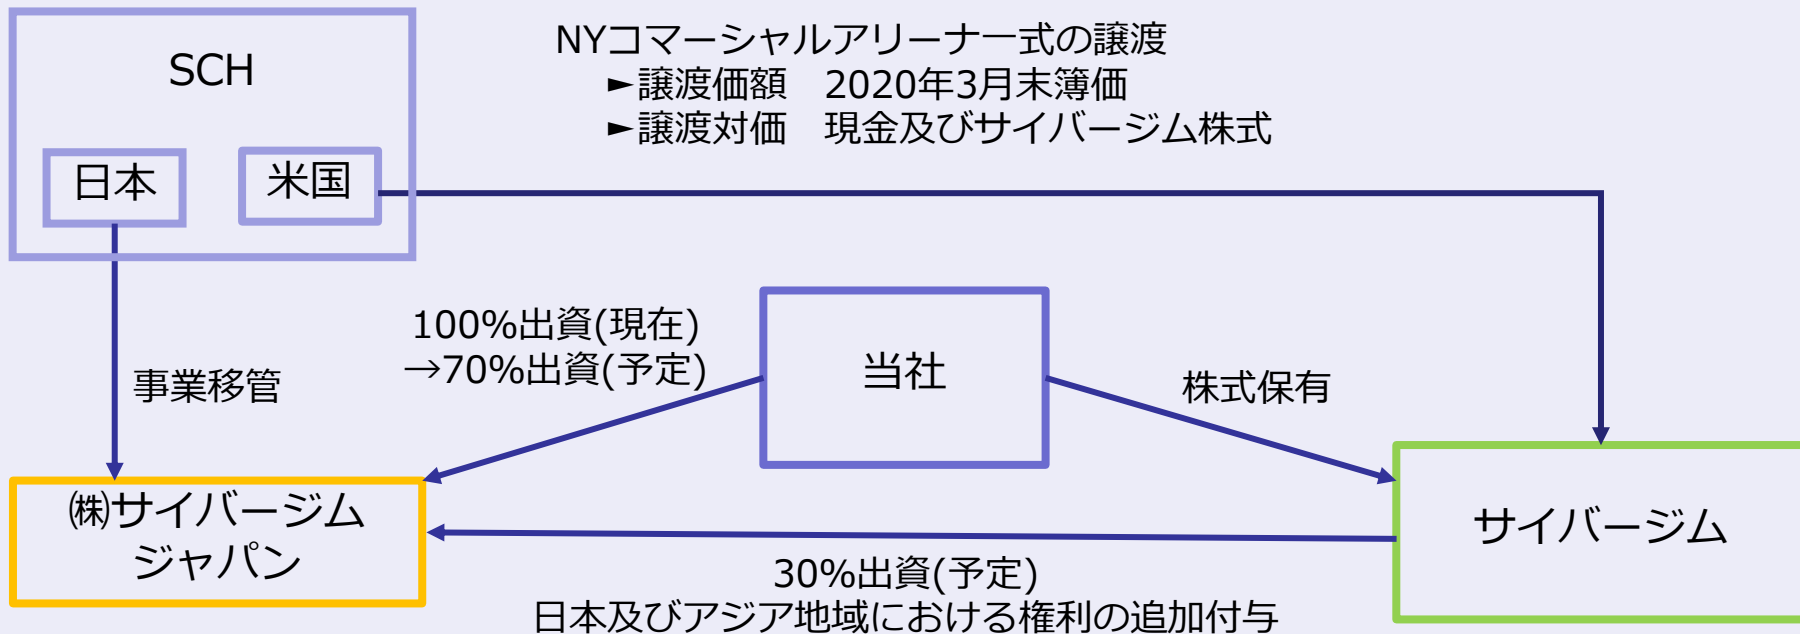 SCH
NYコマーシャルアリーナ一式の譲渡
►譲渡価額　2020年3月末簿価
►譲渡対価　現金及びサイバージム株式
日本
米国
100%出資(現在)
→70%出資(予定)
当社
事業移管
株式保有
㈱サイバージム
ジャパン
サイバージム
30%出資(予定)
日本及びアジア地域における権利の追加付与